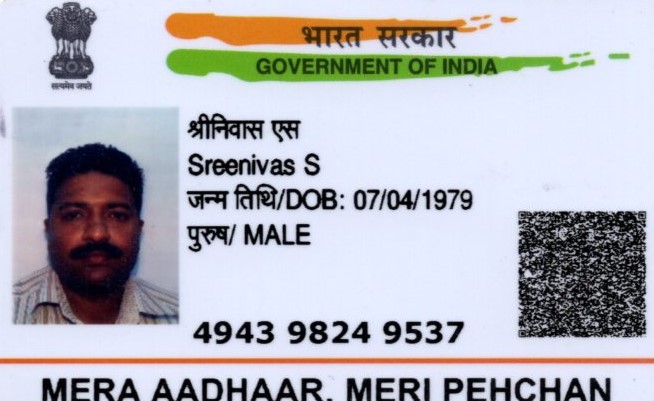 भारत सरकार
GOVERNMENT OF INDIA
सत्यमेव जयते
श्रीनिवास एस
Sreenivas S
जन्म तिथि/DOB: 07/04/1979
पुरुष/ MALE
4943 9824 9537
MERA AADHAAR, MERI PEHCHAN